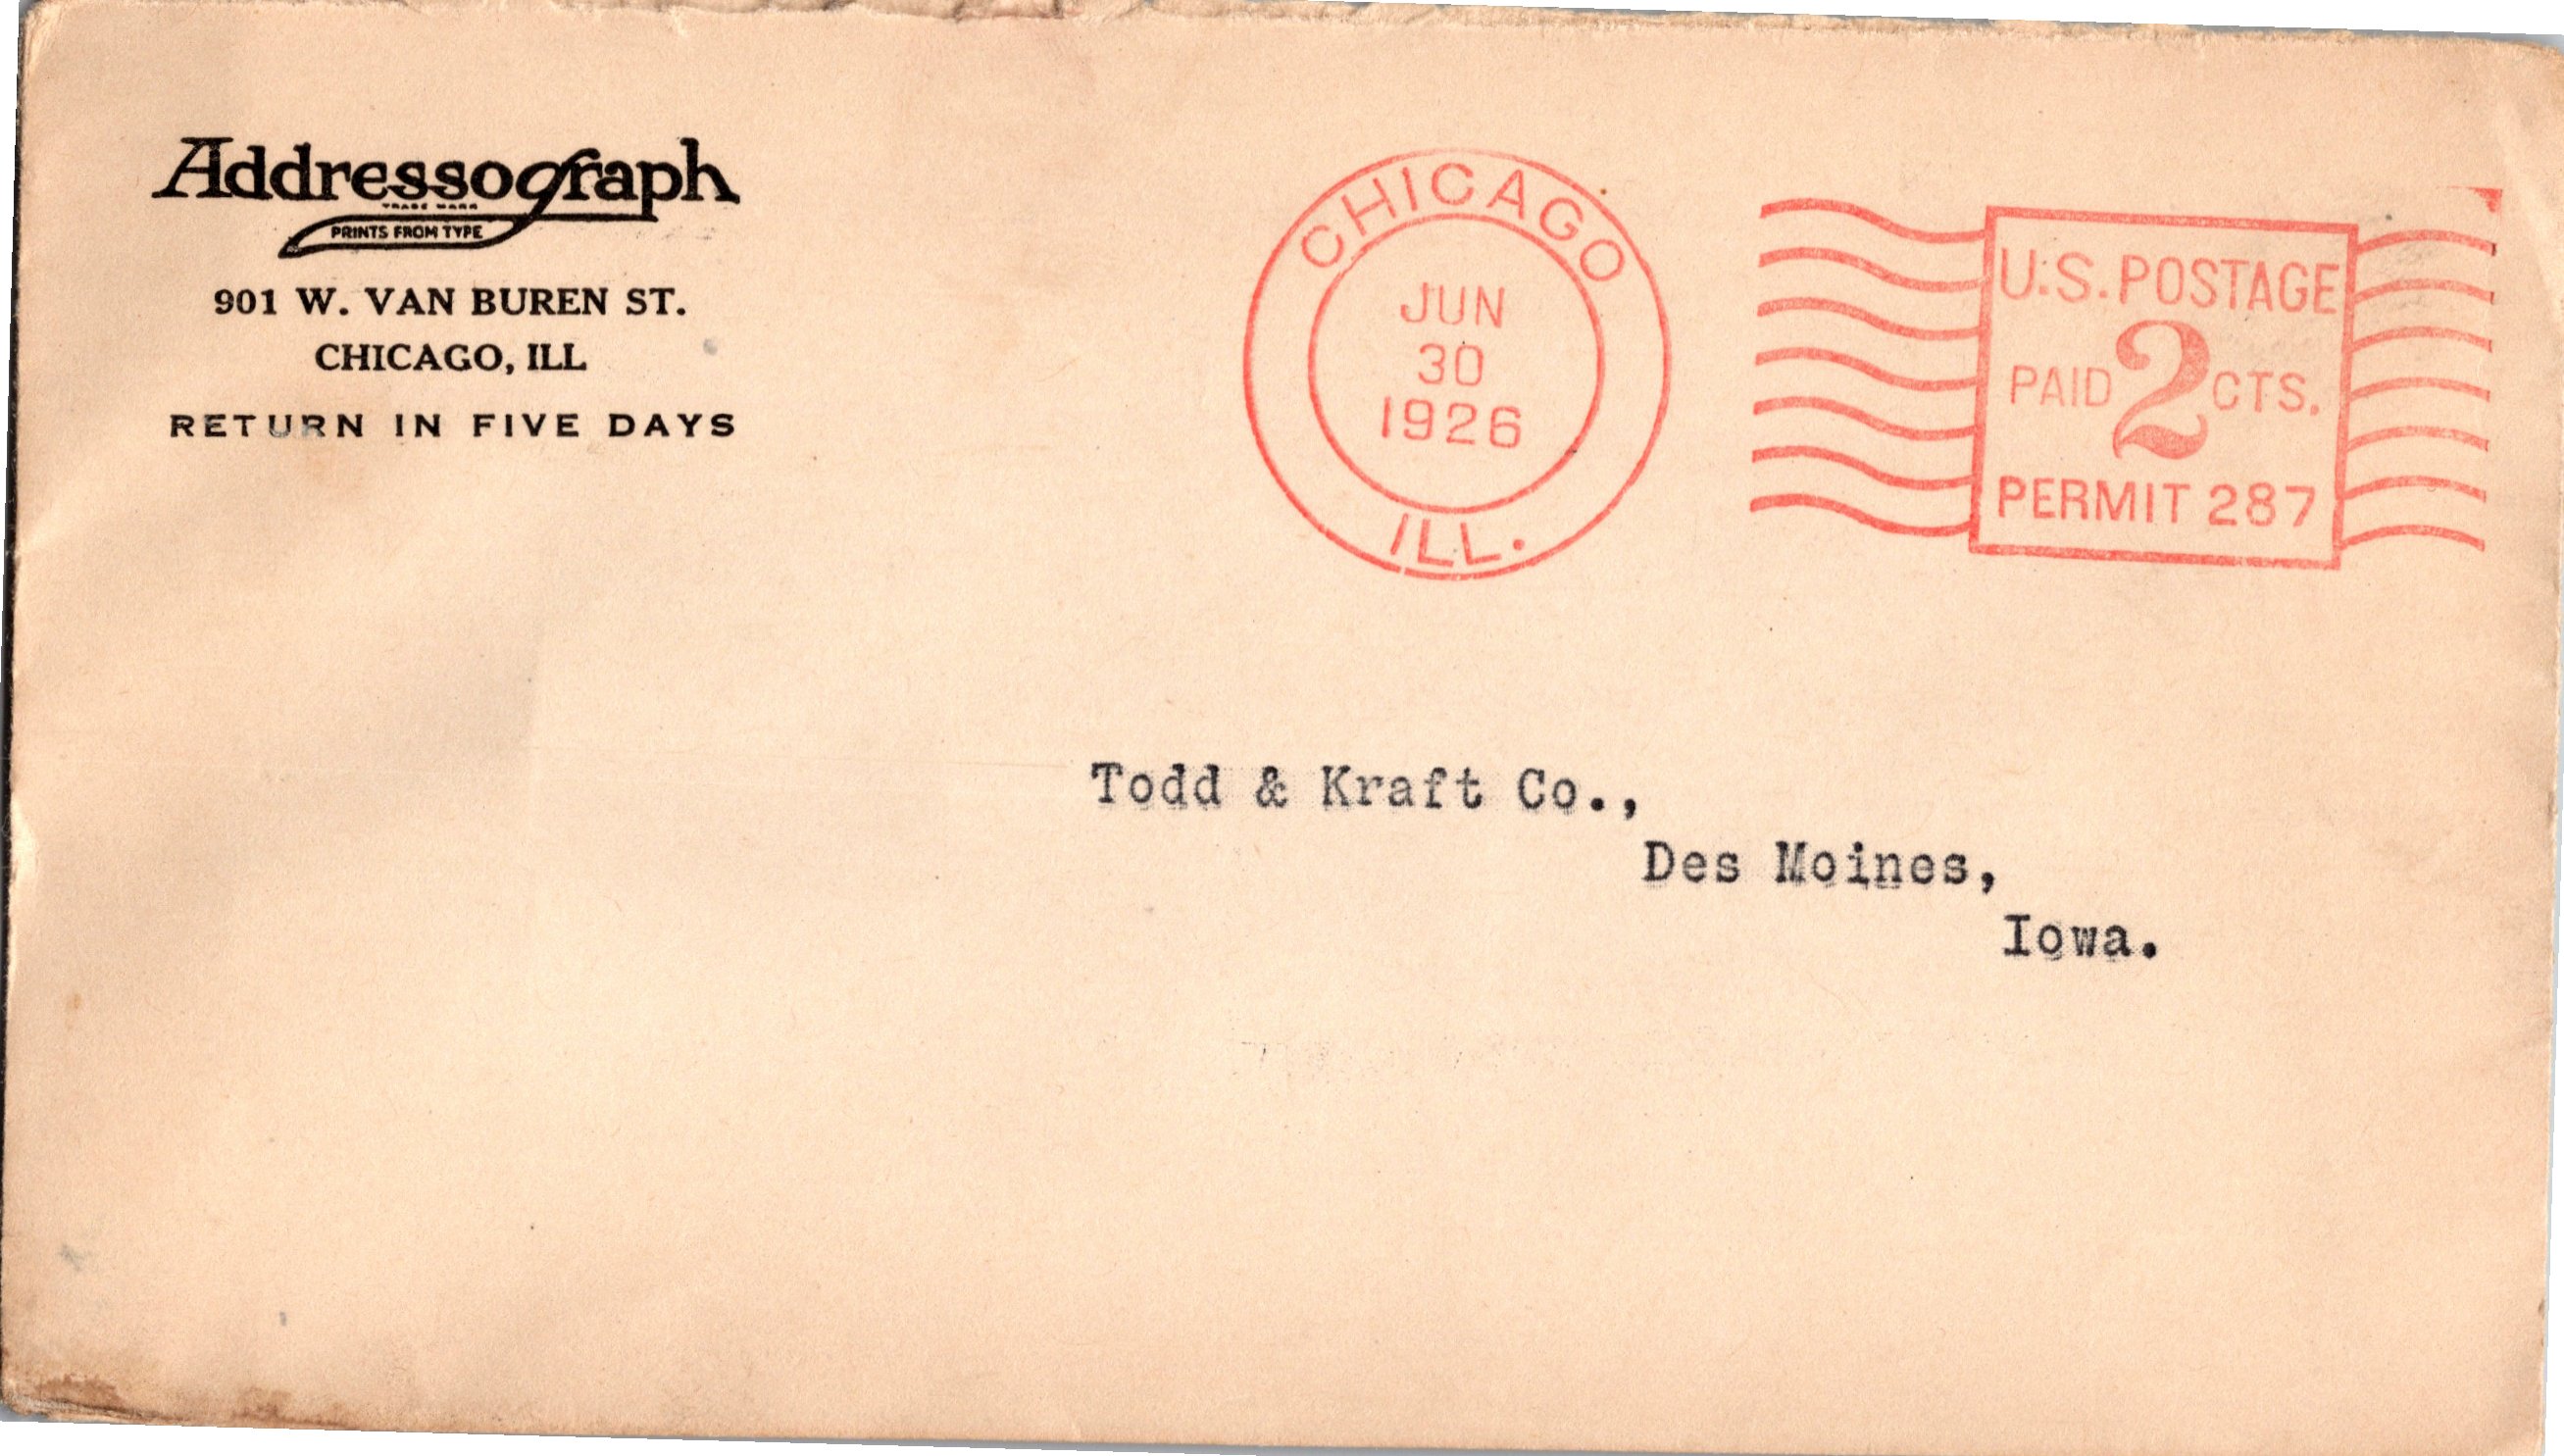 Addressograph
TRADE MARK
PRINTS FROM TYPE
901 W. VAN BUREN ST.
CHICAGO, ILL
RETURN IN FIVE DAYS
CHICAGO
JUN
30
1926
ILL.
U.S. POSTAGE
PAID 2 CTS.
PERMIT 287
Todd & Kraft Co.,
Des Moines,
Iowa.